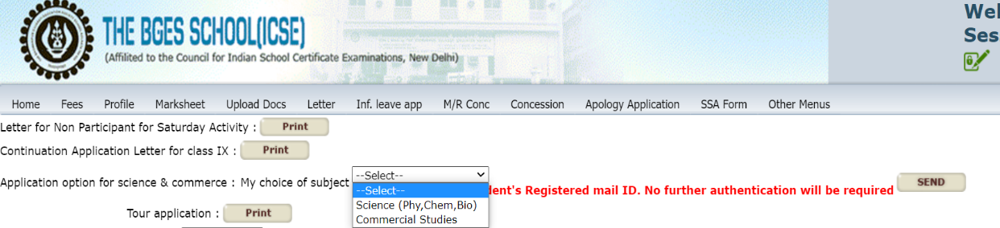 THE BGES SCHOOL(ICSE)
(Affilited to the Council for Indian School Certificate Examinations, New Delhi)
Home Fees Profile Marksheet Upload Docs Letter Inf. leave app M/R Conc Concession Apology Application SSA Form Other Menus
Letter for Non Participant for Saturday Activity : Print
Continuation Application Letter for class IX : Print
Application option for science & commerce : My choice of subject --Select--
--Select--
Science (Phy,Chem,Bio)
Commercial Studies
's Registered mail ID. No further authentication will be required SEND
Tour application : Print